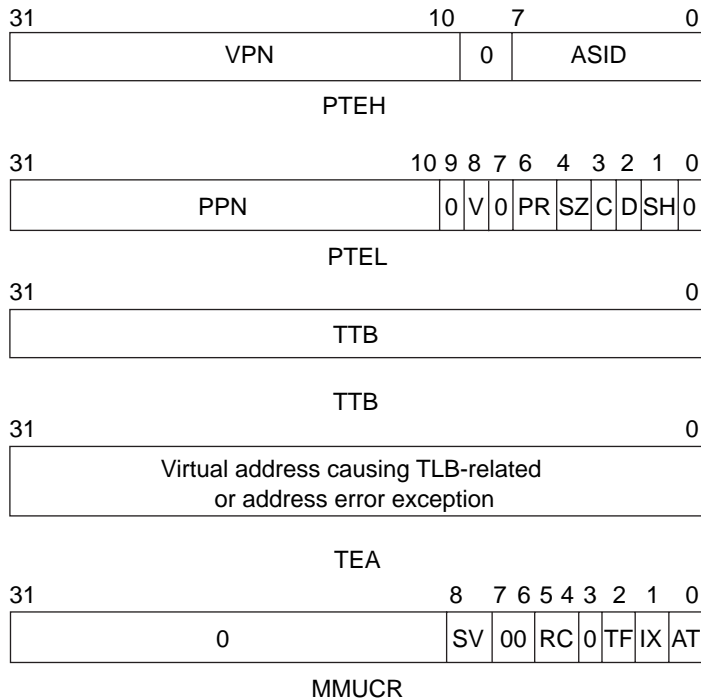 31 10 7 0
VPN 0 ASID
PTEH
31 10 9 8 7 6 4 3 2 1 0
PPN 0 V 0 PR SZ C D SH 0
PTEL
31 0
TTB
TTB
31 0
Virtual address causing TLB-related
or address error exception
TEA
31 8 7 6 5 4 3 2 1 0
0 SV 00 RC 0 TF IX AT
MMUCR